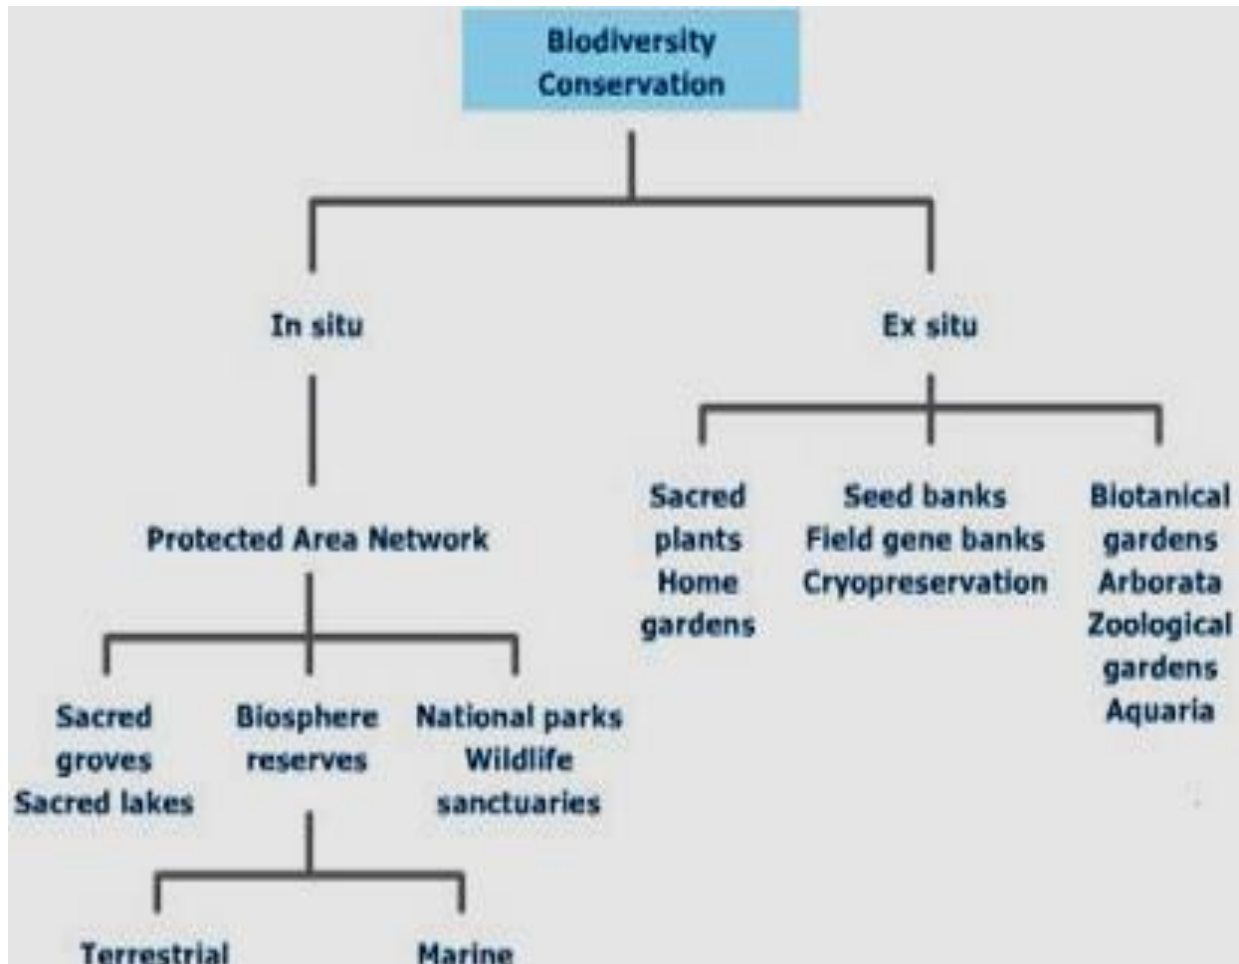 Biodiversity
Conservation
In situ
Ex situ
Protected Area Network
Sacred
plants
Home
gardens
Seed banks
Field gene banks
Cryopreservation
Biotanical
gardens
Arborata
Zoological
gardens
Aquaria
Sacred
groves
Sacred lakes
Biosphere
reserves
National parks
Wildlife
sanctuaries
Terrestrial
Marine